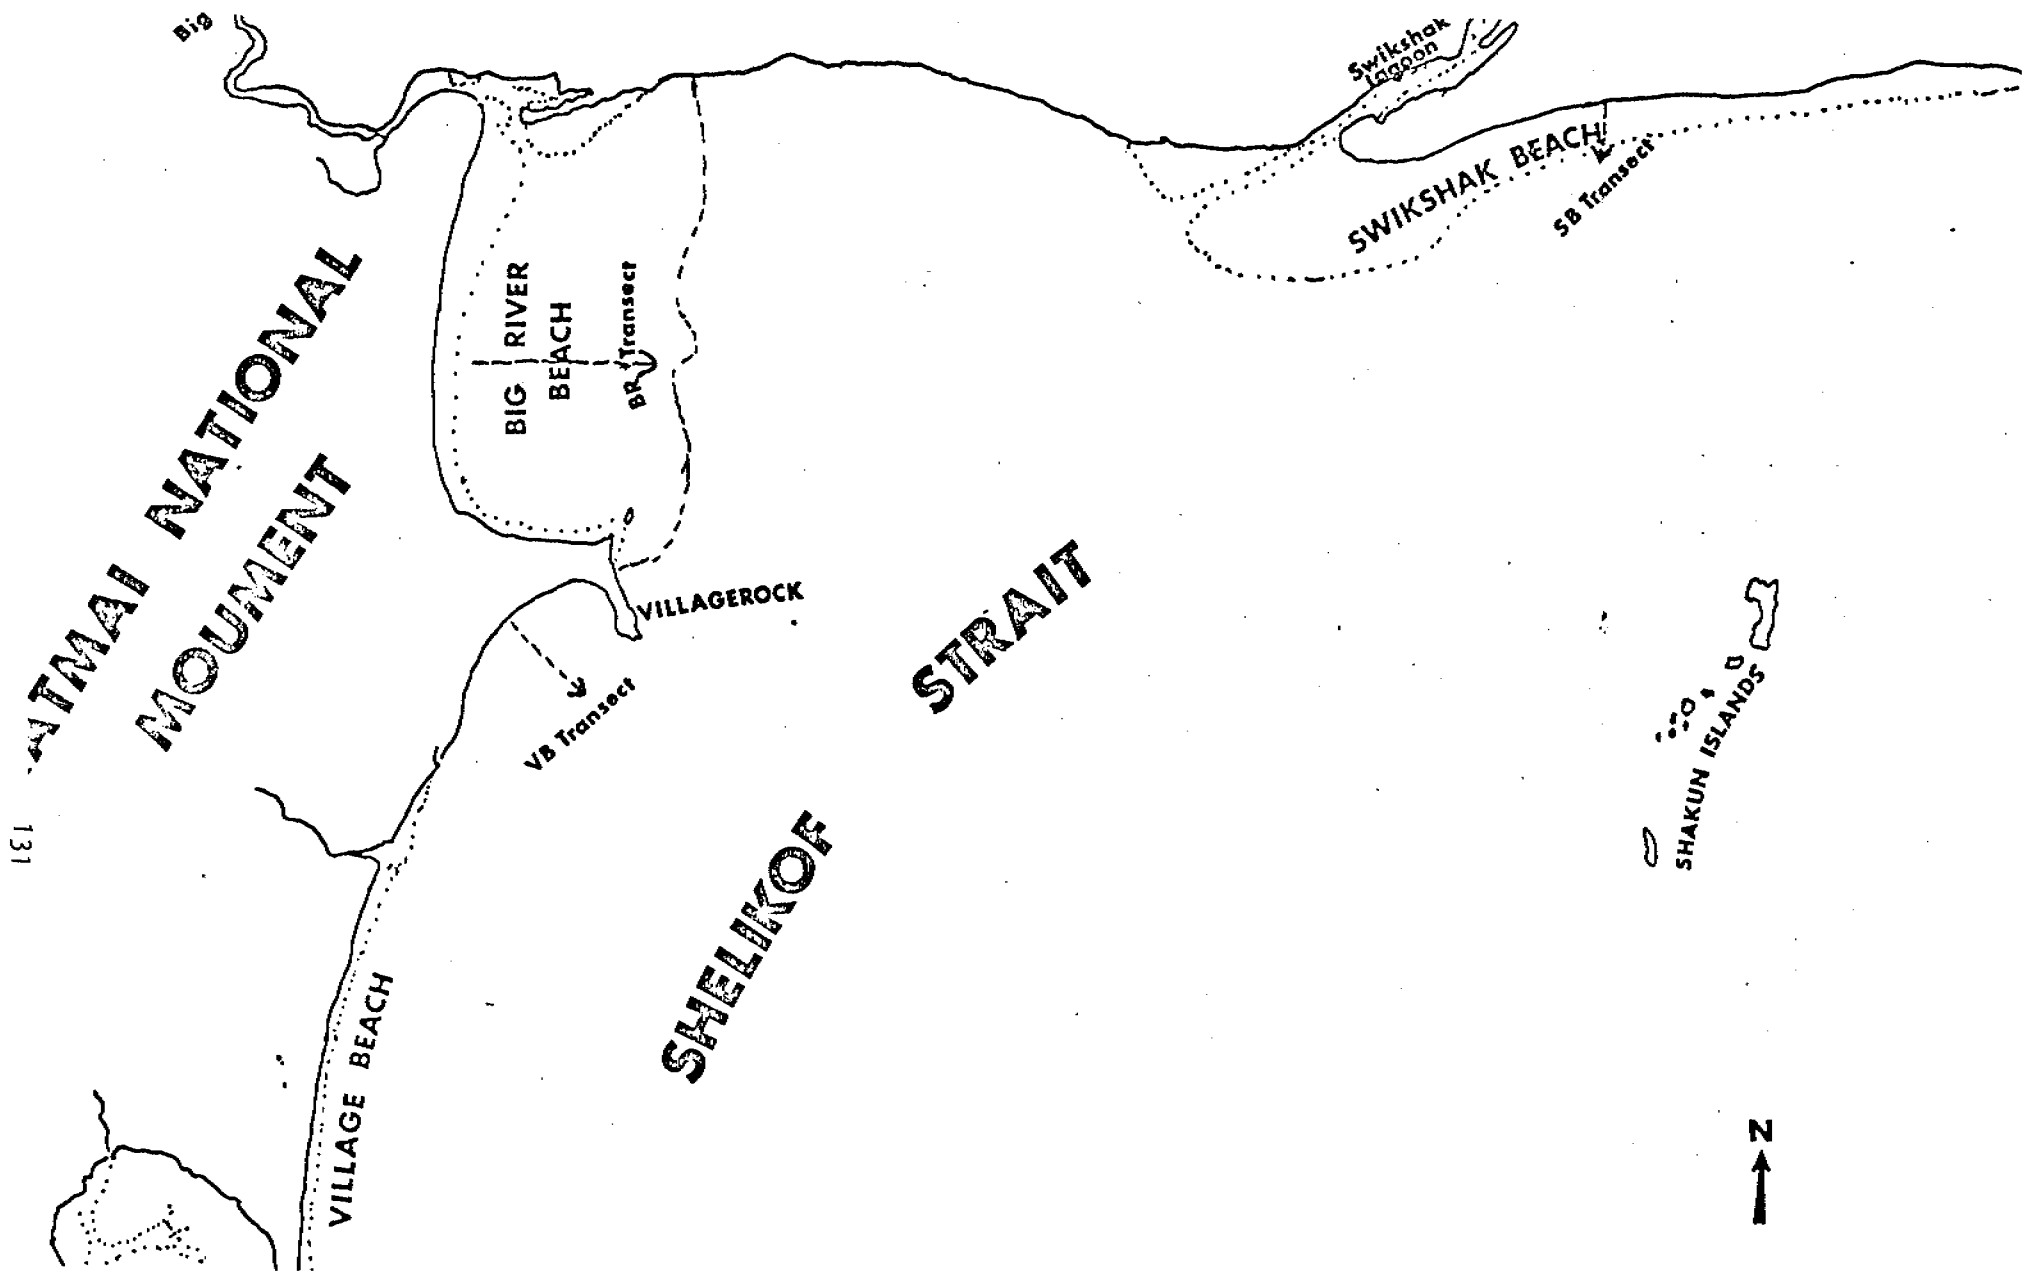 Big
Swikshak
Lagoon
SWIKSHAK BEACH
SB Transect
BIG RIVER
BEACH
BR Transect
ATMAI NATIONAL
MOUMENT
VILLAGEROCK
VB Transect
STRAIT
SHELIKOF
SHAKUN ISLANDS
131
VILLAGE BEACH
N